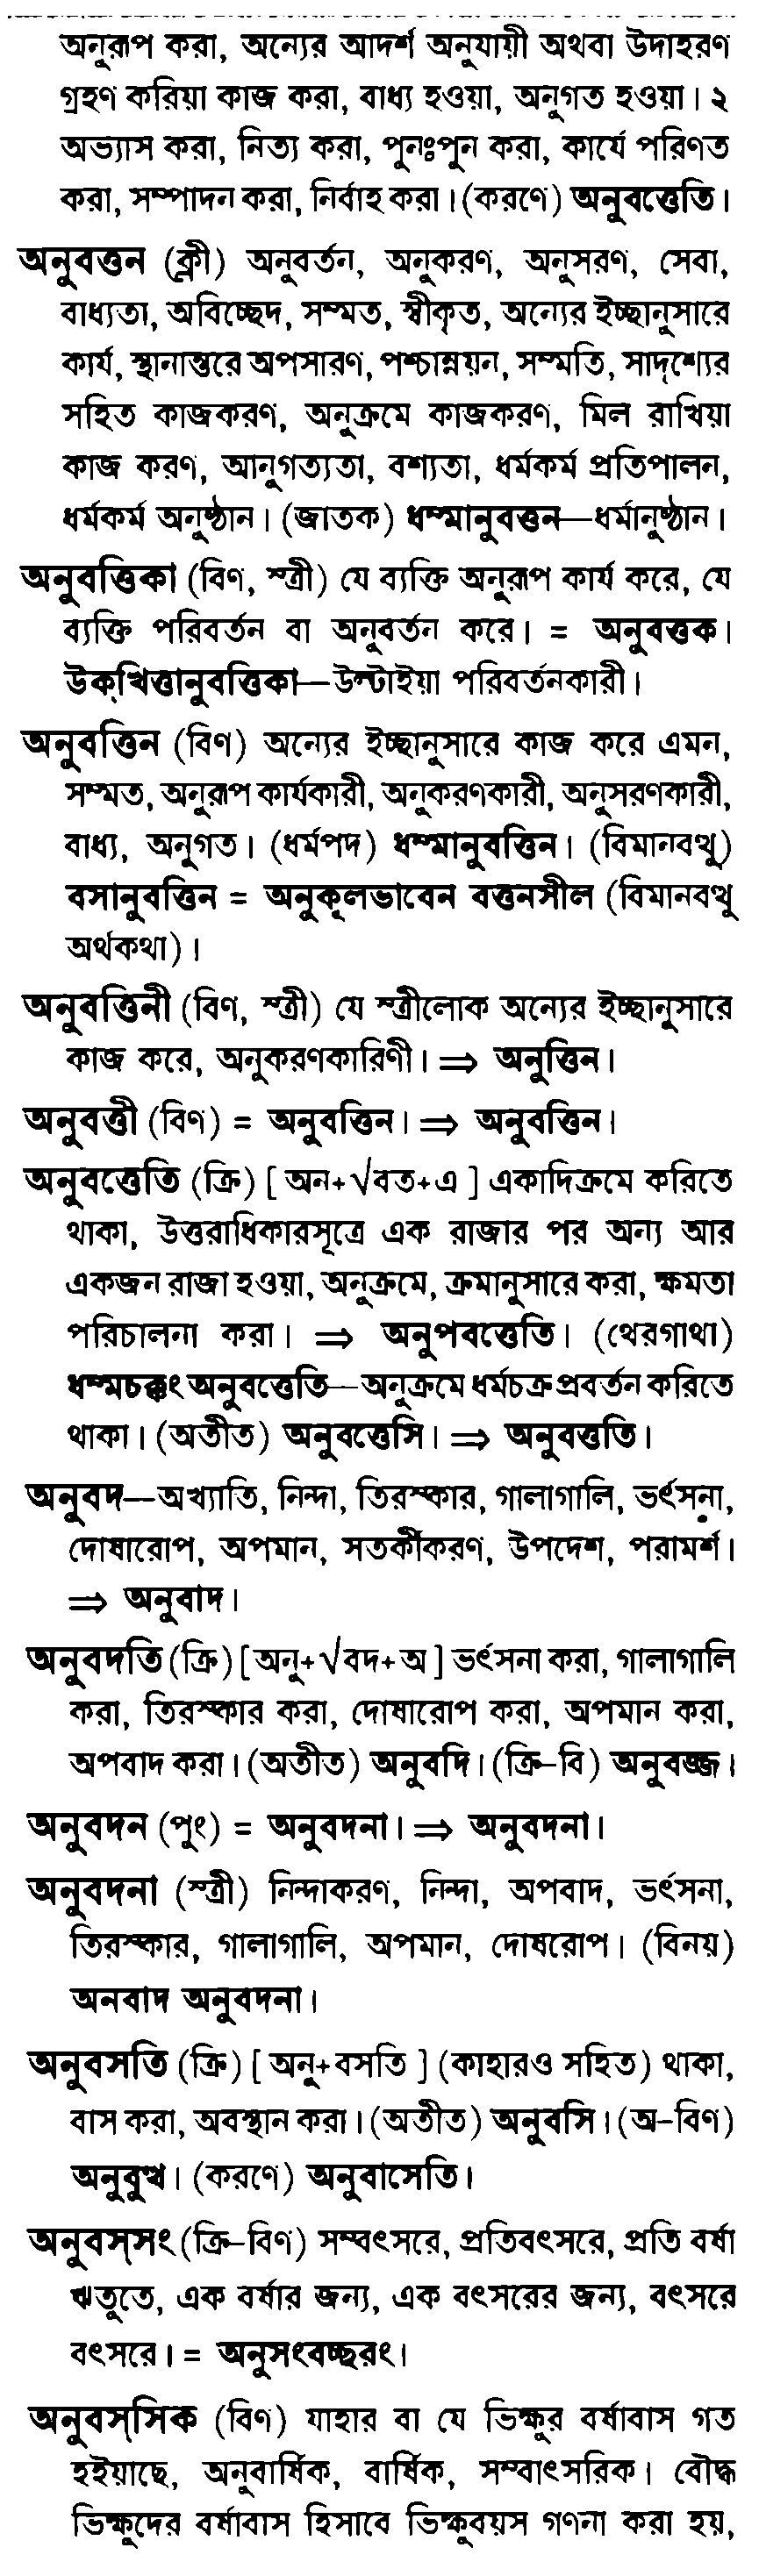 অনুরূপ করা, অন্যের আদর্শ অনুযায়ী অথবা উদাহরণ
গ্রহণ করিয়া কাজ করা, বাধ্য হওয়া, অনুগত হওয়া। ২
অভ্যাস করা, নিত্য করা, পুনঃপুন করা, কার্যে পরিণত
করা, সম্পাদন করা, নির্বাহ করা। (করণে) অনুবত্তেতি।
অনুবত্তন (ক্লী) অনুবর্তন, অনুকরণ, অনুসরণ, সেবা,
বাধ্যতা, অবিচ্ছেদ, সম্মত, স্বীকৃত, অন্যের ইচ্ছানুসারে
কার্য, স্থানান্তরে অপসারণ, পশ্চান্নয়ন, সম্মতি, সাদৃশ্যের
সহিত কাজকরণ, অনুক্রমে কাজকরণ, মিল রাখিয়া
কাজ করণ, আনুগত্যতা, বশ্যতা, ধর্মকর্ম প্রতিপালন,
ধর্মকর্ম অনুষ্ঠান। (জাতক) ধম্মানুবত্তন—ধর্মানুষ্ঠান।
অনুবত্তিকা (বিণ, স্ত্রী) যে ব্যক্তি অনুরূপ কার্য করে, যে
ব্যক্তি পরিবর্তন বা অনুবর্তন করে। = অনুবত্তক।
উক্খিত্তানুবত্তিকা—উল্টাইয়া পরিবর্তনকারী।
অনুবত্তিন (বিণ) অন্যের ইচ্ছানুসারে কাজ করে এমন,
সম্মত, অনুরূপ কার্যকারী, অনুকরণকারী, অনুসরণকারী,
বাধ্য, অনুগত। (ধর্মপদ) ধম্মানুবত্তিন। (বিমানবত্থু)
বসানুবত্তিন = অনুকূলভাবেন বত্তনসীল (বিমানবত্থু
অর্থকথা)।
অনুবত্তিনী (বিণ, স্ত্রী) যে স্ত্রীলোক অন্যের ইচ্ছানুসারে
কাজ করে, অনুকরণকারিণী। ⇒ অনুত্তিন।
অনুবত্তী (বিণ) = অনুবত্তিন। ⇒ অনুবত্তিন।
অনুবত্তেতি (ক্রি) [ অন+√বত+এ ] একাদিক্রমে করিতে
থাকা, উত্তরাধিকারসূত্রে এক রাজার পর অন্য আর
একজন রাজা হওয়া, অনুক্রমে, ক্রমানুসারে করা, ক্ষমতা
পরিচালনা করা। ⇒ অনুপবত্তেতি। (থেরগাথা)
ধম্মচক্কং অনুবত্তেতি—অনুক্রমে ধর্মচক্র প্রবর্তন করিতে
থাকা। (অতীত) অনুবত্তেসি। ⇒ অনুবত্ততি।
অনুবদ—অখ্যাতি, নিন্দা, তিরস্কার, গালাগালি, ভর্ৎসনা,
দোষারোপ, অপমান, সতর্কীকরণ, উপদেশ, পরামর্শ।
⇒ অনুবাদ।
অনুবদতি (ক্রি) [ অনু+√বদ+অ ] ভর্ৎসনা করা, গালাগালি
করা, তিরস্কার করা, দোষারোপ করা, অপমান করা,
অপবাদ করা। (অতীত) অনুবদি। (ক্রি-বি) অনুবজ্জ।
অনুবদন (পুং) = অনুবদনা। ⇒ অনুবদনা।
অনুবদনা (স্ত্রী) নিন্দাকরণ, নিন্দা, অপবাদ, ভর্ৎসনা,
তিরস্কার, গালাগালি, অপমান, দোষরোপ। (বিনয়)
অনবাদ অনুবদনা।
অনুবসতি (ক্রি) [ অনু+বসতি ] (কাহারও সহিত) থাকা,
বাস করা, অবস্থান করা। (অতীত) অনুবসি। (অ-বিণ)
অনুবুত্থ। (করণে) অনুবাসেতি।
অনুবস্সং (ক্রি-বিণ) সম্বৎসরে, প্রতিবৎসরে, প্রতি বর্ষা
ঋতুতে, এক বর্ষার জন্য, এক বৎসরের জন্য, বৎসরে
বৎসরে। = অনুসংবচ্ছরং।
অনুবস্সিক (বিণ) যাহার বা যে ভিক্ষুর বর্ষাবাস গত
হইয়াছে, অনুবার্ষিক, বার্ষিক, সম্বাৎসরিক। বৌদ্ধ
ভিক্ষুদের বর্ষাবাস হিসাবে ভিক্ষুবয়স গণনা করা হয়,